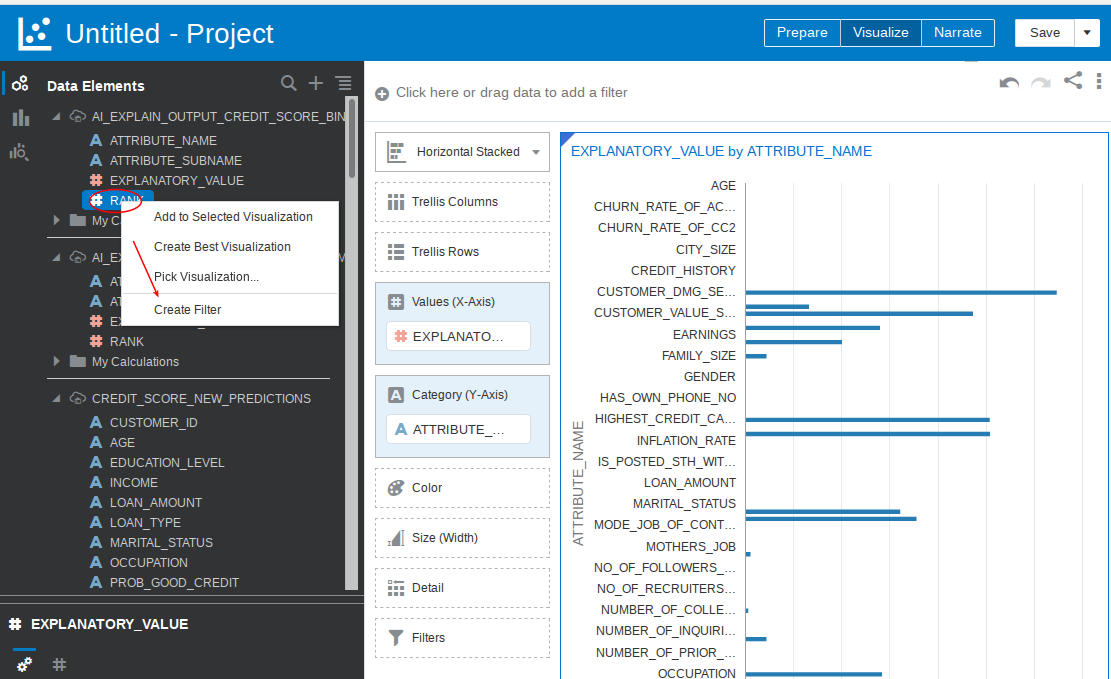 Untitled - Project
Prepare
Visualize
Narrate
Save
Data Elements
AI_EXPLAIN_OUTPUT_CREDIT_SCORE_BIN
ATTRIBUTE_NAME
ATTRIBUTE_SUBNAME
EXPLANATORY_VALUE
RANK
My C
AI_EX
M
AT
AT
EX
RANK
My Calculations
CREDIT_SCORE_NEW_PREDICTIONS
CUSTOMER_ID
AGE
EDUCATION_LEVEL
INCOME
LOAN_AMOUNT
LOAN_TYPE
MARITAL_STATUS
OCCUPATION
PROB_GOOD_CREDIT
EXPLANATORY_VALUE
Add to Selected Visualization
Create Best Visualization
Pick Visualization...
Create Filter
Click here or drag data to add a filter
Horizontal Stacked
Trellis Columns
Trellis Rows
Values (X-Axis)
EXPLANATO...
Category (Y-Axis)
ATTRIBUTE_...
Color
Size (Width)
Detail
Filters
EXPLANATORY_VALUE by ATTRIBUTE_NAME
ATTRIBUTE_NAME
AGE
CHURN_RATE_OF_AC...
CHURN_RATE_OF_CC2
CITY_SIZE
CREDIT_HISTORY
CUSTOMER_DMG_SE...
CUSTOMER_VALUE_S...
EARNINGS
FAMILY_SIZE
GENDER
HAS_OWN_PHONE_NO
HIGHEST_CREDIT_CA...
INFLATION_RATE
IS_POSTED_STH_WIT...
LOAN_AMOUNT
MARITAL_STATUS
MODE_JOB_OF_CONT...
MOTHERS_JOB
NO_OF_FOLLOWERS_...
NO_OF_RECRUITERS...
NUMBER_OF_COLLE...
NUMBER_OF_INQUIRI...
NUMBER_OF_PRIOR_...
OCCUPATION